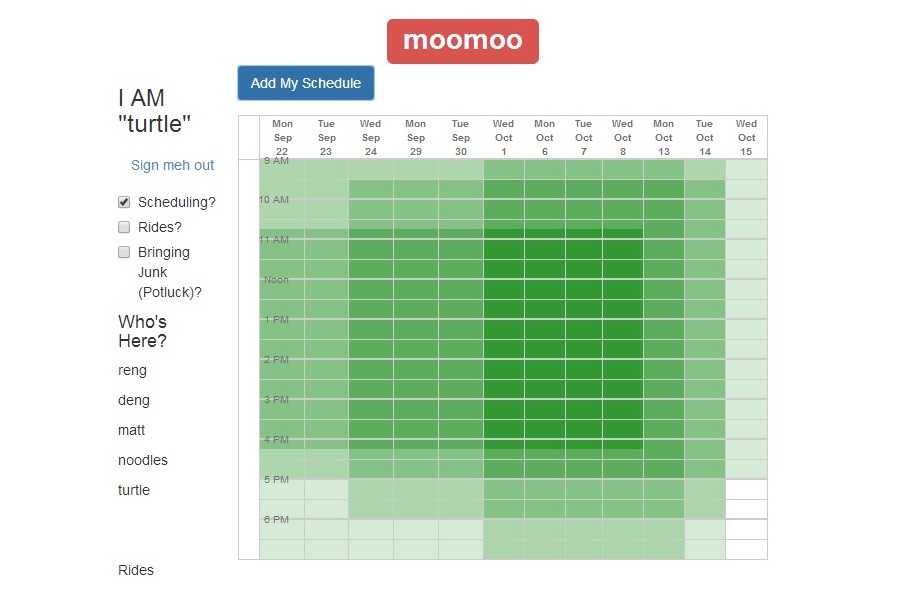 moomoo
Add My Schedule
I AM
"turtle"
Sign meh out
Scheduling?
Rides?
Bringing
Junk
(Potluck)?
Who's
Here?
reng
deng
matt
noodles
turtle
Rides
Mon Tue Wed Mon Tue Wed Mon Tue Wed Mon Tue Wed
Sep Sep Sep Sep Sep Oct Oct Oct Oct Oct Oct Oct
22 23 24 29 30 1 6 7 8 13 14 15
9 AM
10 AM
11 AM
Noon
1 PM
2 PM
3 PM
4 PM
5 PM
6 PM